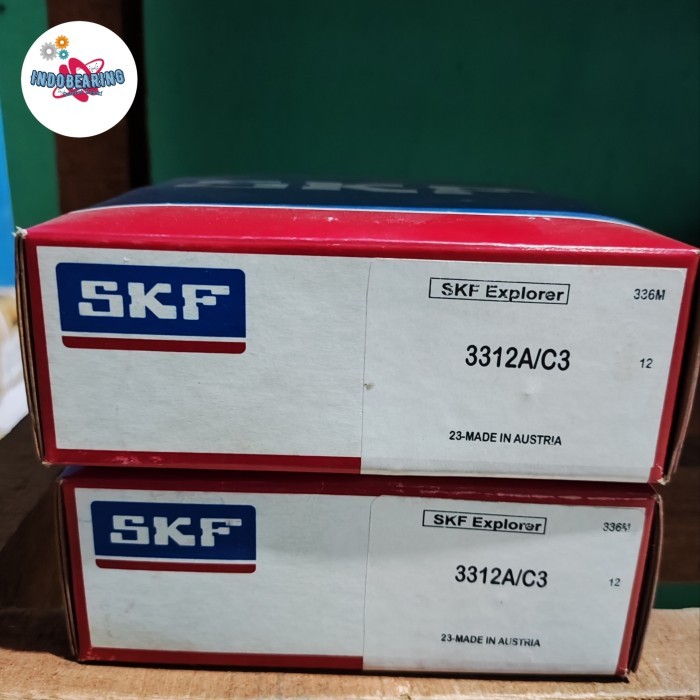 INDOBEARING
SKF
SKF
SKF Explorer
336M
3312A/C3
12
23-MADE IN AUSTRIA
SKF
SKF Explorer
336M
3312A/C3
12
23-MADE IN AUSTRIA